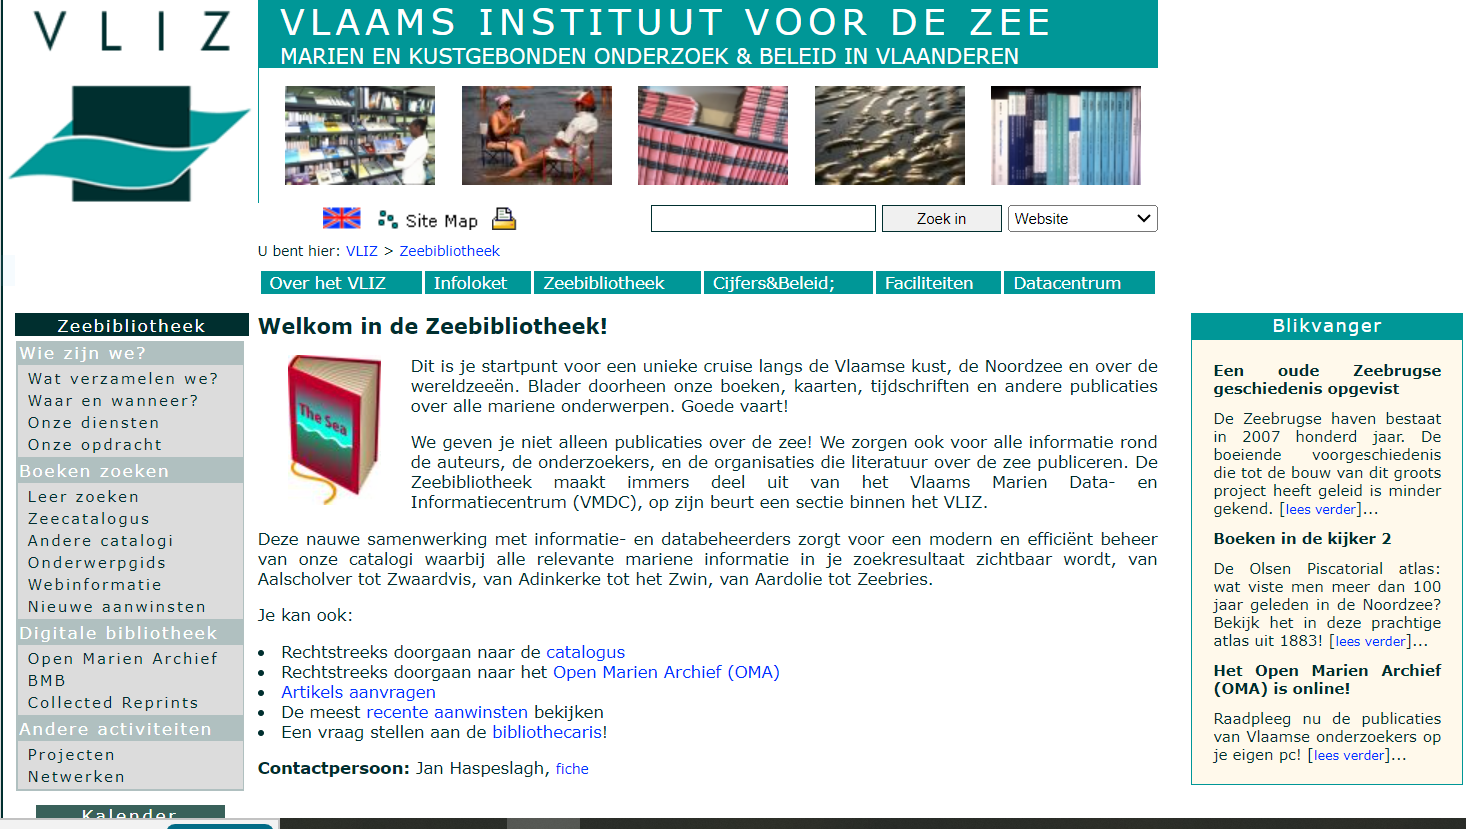 VLIZ
VLAAMS INSTITUUT VOOR DE ZEE
MARIEN EN KUSTGEBONDEN ONDERZOEK & BELEID IN VLAANDEREN
Site Map
Zoek in
Website
U bent hier: VLIZ > Zeebibliotheek
Over het VLIZ
Infoloket
Zeebibliotheek
Cijfers&Beleid;
Faciliteiten
Datacentrum
Zeebibliotheek
Wie zijn we?
Wat verzamelen we?
Waar en wanneer?
Onze diensten
Onze opdracht
Boeken zoeken
Leer zoeken
Zeecatalogus
Andere catalogi
Onderwerpgids
Webinformatie
Nieuwe aanwinsten
Digitale bibliotheek
Open Marien Archief
BMB
Collected Reprints
Andere activiteiten
Projecten
Netwerken
Kalender
Welkom in de Zeebibliotheek!
The Sea
Dit is je startpunt voor een unieke cruise langs de Vlaamse kust, de Noordzee en over de
wereldzeeën. Blader doorheen onze boeken, kaarten, tijdschriften en andere publicaties
over alle mariene onderwerpen. Goede vaart!
We geven je niet alleen publicaties over de zee! We zorgen ook voor alle informatie rond
de auteurs, de onderzoekers, en de organisaties die literatuur over de zee publiceren. De
Zeebibliotheek maakt immers deel uit van het Vlaams Marien Data- en
Informatiecentrum (VMDC), op zijn beurt een sectie binnen het VLIZ.
Deze nauwe samenwerking met informatie- en databeheerders zorgt voor een modern en efficiënt beheer
van onze catalogi waarbij alle relevante mariene informatie in je zoekresultaat zichtbaar wordt, van
Aalscholver tot Zwaardvis, van Adinkerke tot het Zwin, van Aardolie tot Zeebries.
Je kan ook:
• Rechtstreeks doorgaan naar de catalogus
• Rechtstreeks doorgaan naar het Open Marien Archief (OMA)
• Artikels aanvragen
• De meest recente aanwinsten bekijken
• Een vraag stellen aan de bibliothecaris!
Contactpersoon: Jan Haspeslagh, fiche
Blikvanger
Een oude Zeebrugse
geschiedenis opgevist
De Zeebrugse haven bestaat
in 2007 honderd jaar. De
boeiende voorgeschiedenis
die tot de bouw van dit groots
project heeft geleid is minder
gekend. [lees verder]...
Boeken in de kijker 2
De Olsen Piscatorial atlas:
wat viste men meer dan 100
jaar geleden in de Noordzee?
Bekijk het in deze prachtige
atlas uit 1883! [lees verder]...
Het Open Marien Archief
(OMA) is online!
Raadpleeg nu de publicaties
van Vlaamse onderzoekers op
je eigen pc! [lees verder]...